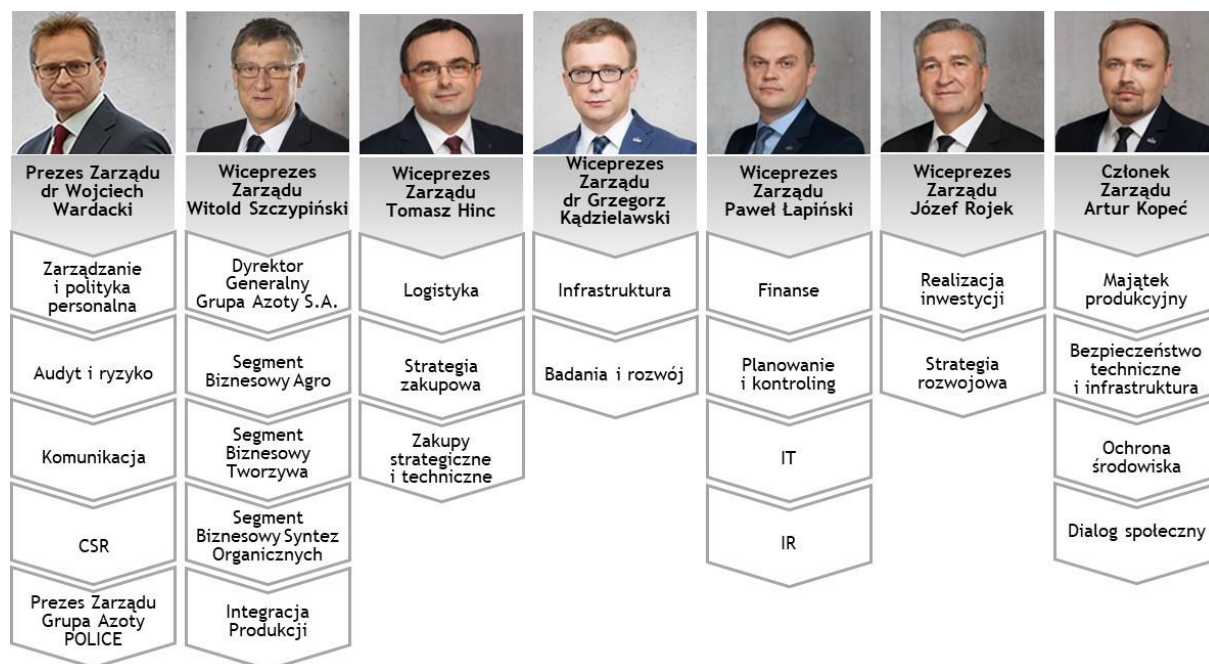 Prezes Zarządu
dr Wojciech
Wardacki
Zarządzanie
i polityka
personalna
Audyt i ryzyko
Komunikacja
CSR
Prezes Zarządu
Grupa Azoty
POLICE
Wiceprezes
Zarządu
Witold Szczypiński
Dyrektor
Generalny
Grupa Azoty S.A.
Segment
Biznesowy Agro
Segment
Biznesowy
Tworzywa
Segment
Biznesowy Syntez
Organicznych
Integracja
Produkcji
Wiceprezes
Zarządu
Tomasz Hinc
Logistyka
Strategia
zakupowa
Zakupy
strategiczne
i techniczne
Wiceprezes
Zarządu
dr Grzegorz
Kądzielawski
Infrastruktura
Badania i rozwój
Wiceprezes
Zarządu
Paweł Łapiński
Finanse
Planowanie
i kontroling
IT
IR
Wiceprezes
Zarządu
Józef Rojek
Realizacja
inwestycji
Strategia
rozwojowa
Członek
Zarządu
Artur Kopeć
Majątek
produkcyjny
Bezpieczeństwo
techniczne
i infrastruktura
Ochrona
środowiska
Dialog społeczny